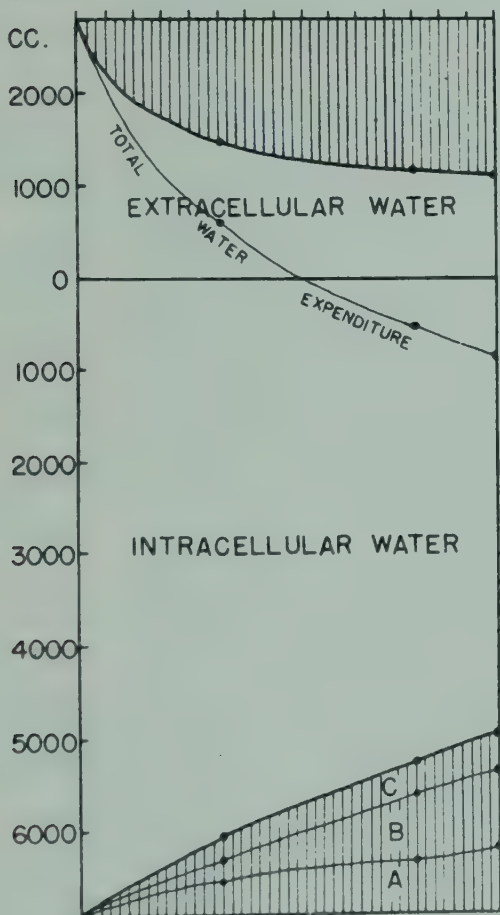 CC.
2000
TOTAL
1000
EXTRACELLULAR WATER
WATER
0
EXPENDITURE
1000
2000
3000
INTRACELLULAR WATER
4000
5000
C
6000
B
A